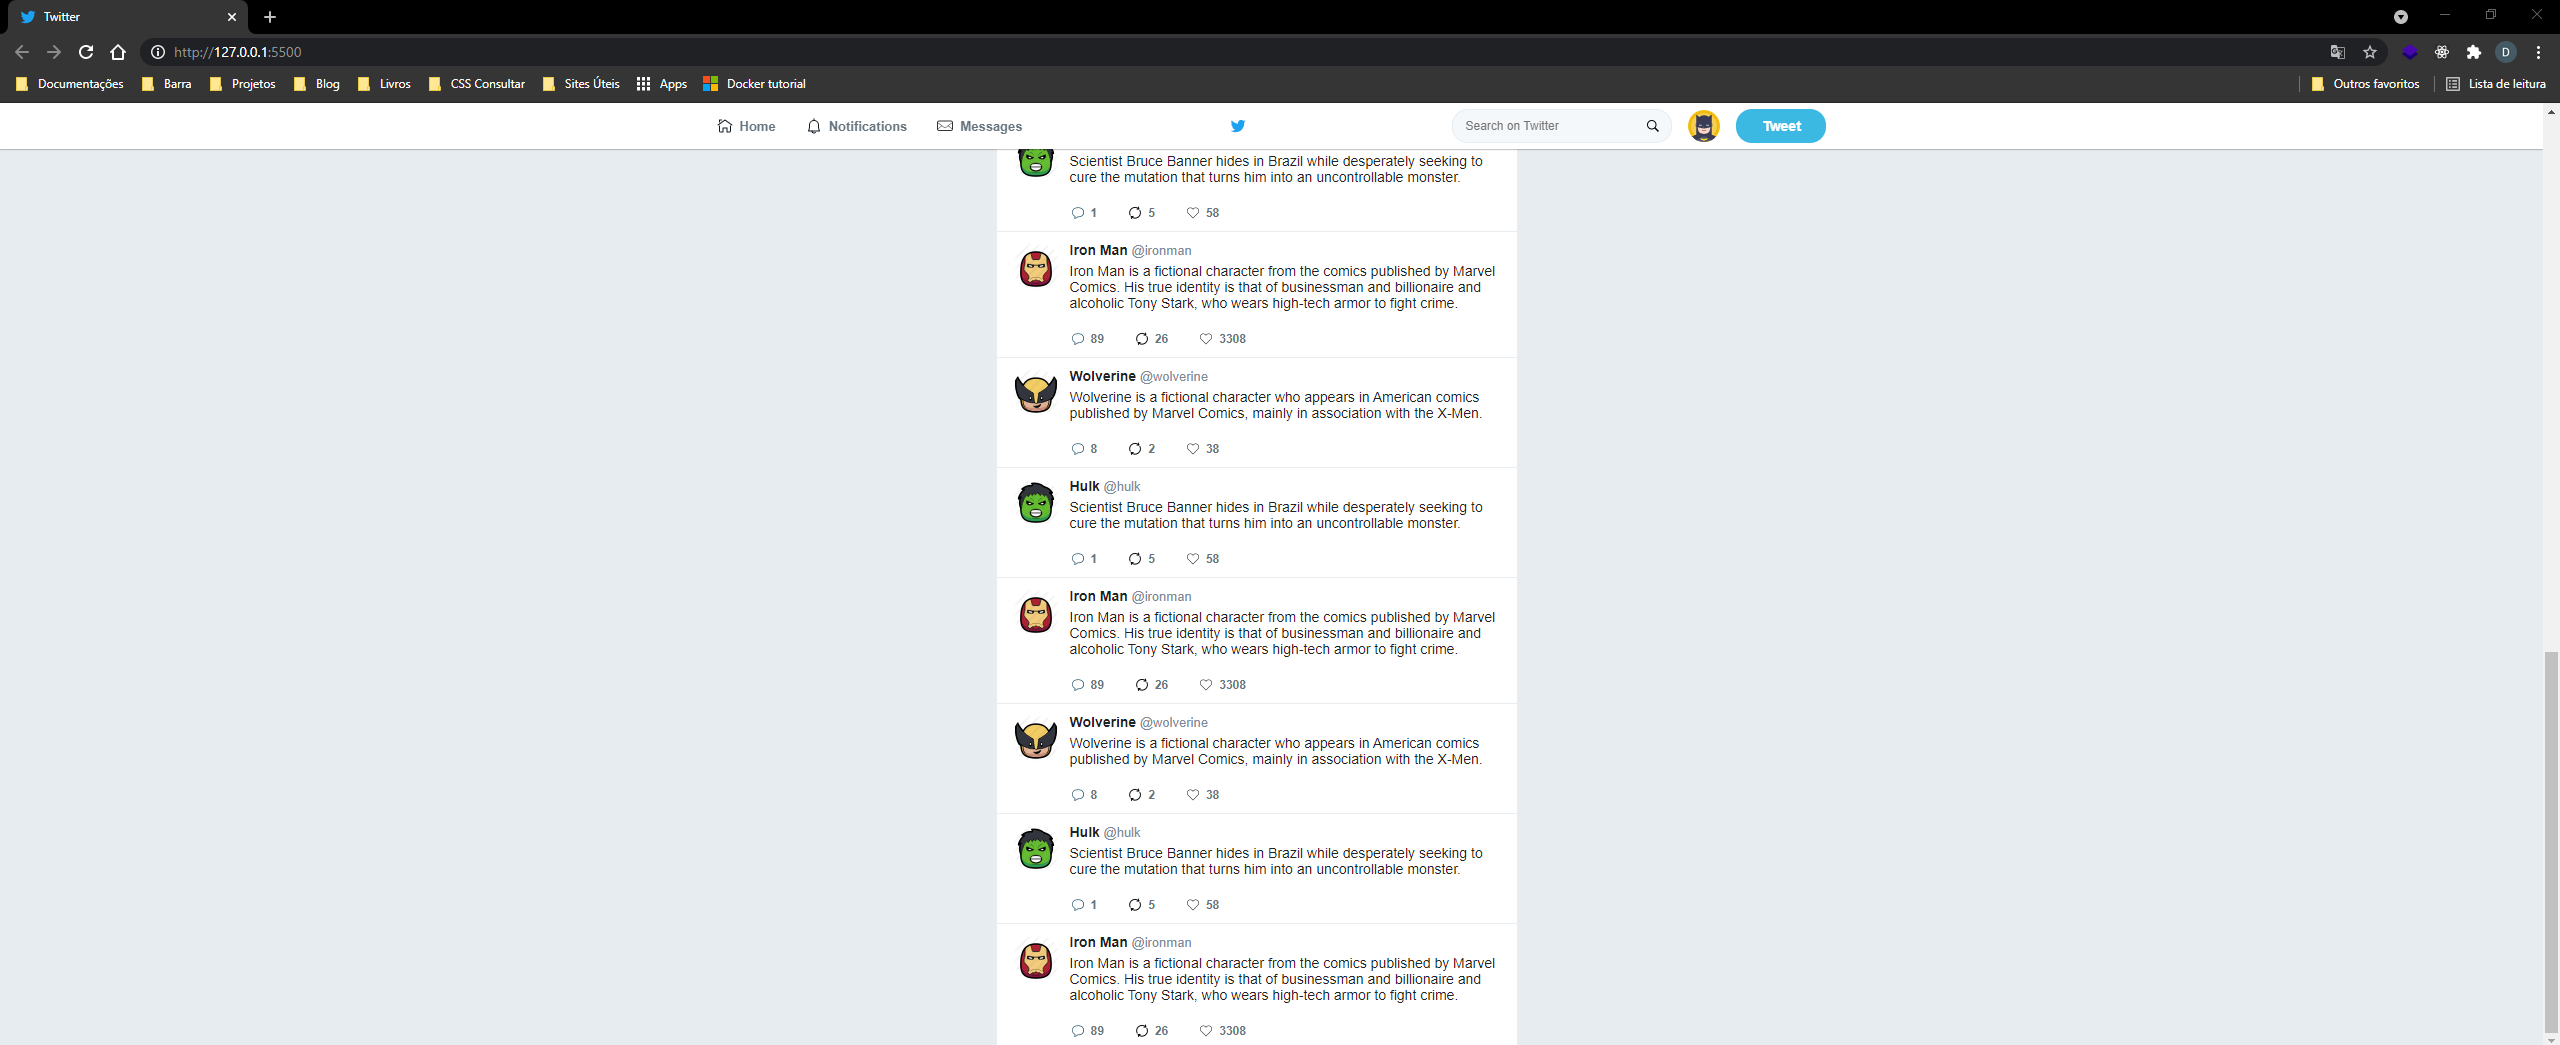 Twitter
http://127.0.0.1:5500
Documentações Barra Projetos Blog Livros CSS Consultar Sites Úteis Apps Docker tutorial Outros favoritos Lista de leitura
D
Home Notifications Messages Search on Twitter Tweet
Scientist Bruce Banner hides in Brazil while desperately seeking to
cure the mutation that turns him into an uncontrollable monster.
1 5 58
Iron Man @ironman
Iron Man is a fictional character from the comics published by Marvel
Comics. His true identity is that of businessman and billionaire and
alcoholic Tony Stark, who wears high-tech armor to fight crime.
89 26 3308
Wolverine @wolverine
Wolverine is a fictional character who appears in American comics
published by Marvel Comics, mainly in association with the X-Men.
8 2 38
Hulk @hulk
Scientist Bruce Banner hides in Brazil while desperately seeking to
cure the mutation that turns him into an uncontrollable monster.
1 5 58
Iron Man @ironman
Iron Man is a fictional character from the comics published by Marvel
Comics. His true identity is that of businessman and billionaire and
alcoholic Tony Stark, who wears high-tech armor to fight crime.
89 26 3308
Wolverine @wolverine
Wolverine is a fictional character who appears in American comics
published by Marvel Comics, mainly in association with the X-Men.
8 2 38
Hulk @hulk
Scientist Bruce Banner hides in Brazil while desperately seeking to
cure the mutation that turns him into an uncontrollable monster.
1 5 58
Iron Man @ironman
Iron Man is a fictional character from the comics published by Marvel
Comics. His true identity is that of businessman and billionaire and
alcoholic Tony Stark, who wears high-tech armor to fight crime.
89 26 3308